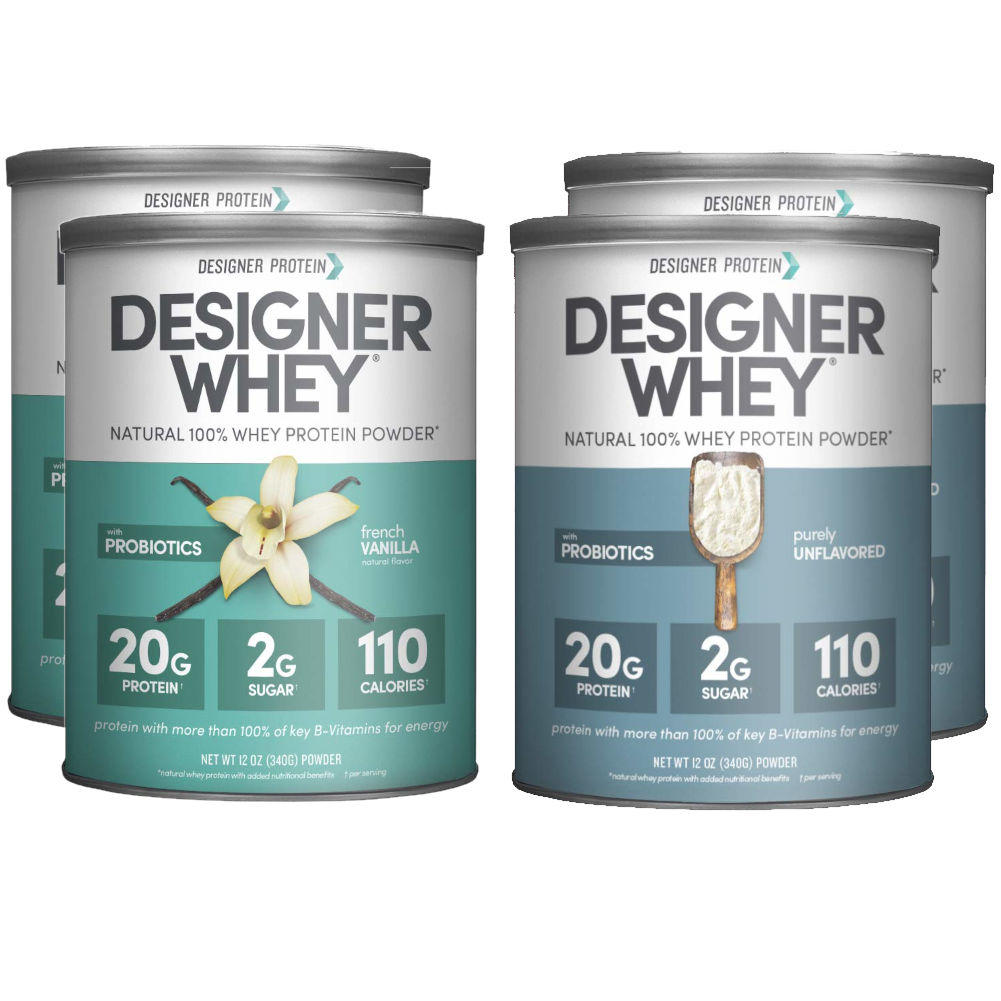 DESIGNER PROTEIN
DESIGNER PROTEIN
DESIGNER
WHEY®
NATURAL 100% WHEY PROTEIN POWDER*
with
PROBIOTICS
french
VANILLA
natural flavor
20G
PROTEIN†
2G
SUGAR†
110
CALORIES†
protein with more than 100% of key B-Vitamins for energy
NET WT 12 OZ (340G) POWDER
*natural whey protein with added nutritional benefits † per serving
DESIGNER PROTEIN
DESIGNER PROTEIN
DESIGNER
WHEY®
NATURAL 100% WHEY PROTEIN POWDER*
with
PROBIOTICS
purely
UNFLAVORED
20G
PROTEIN†
2G
SUGAR†
110
CALORIES†
protein with more than 100% of key B-Vitamins for energy
NET WT 12 OZ (340G) POWDER
*natural whey protein with added nutritional benefits † per serving